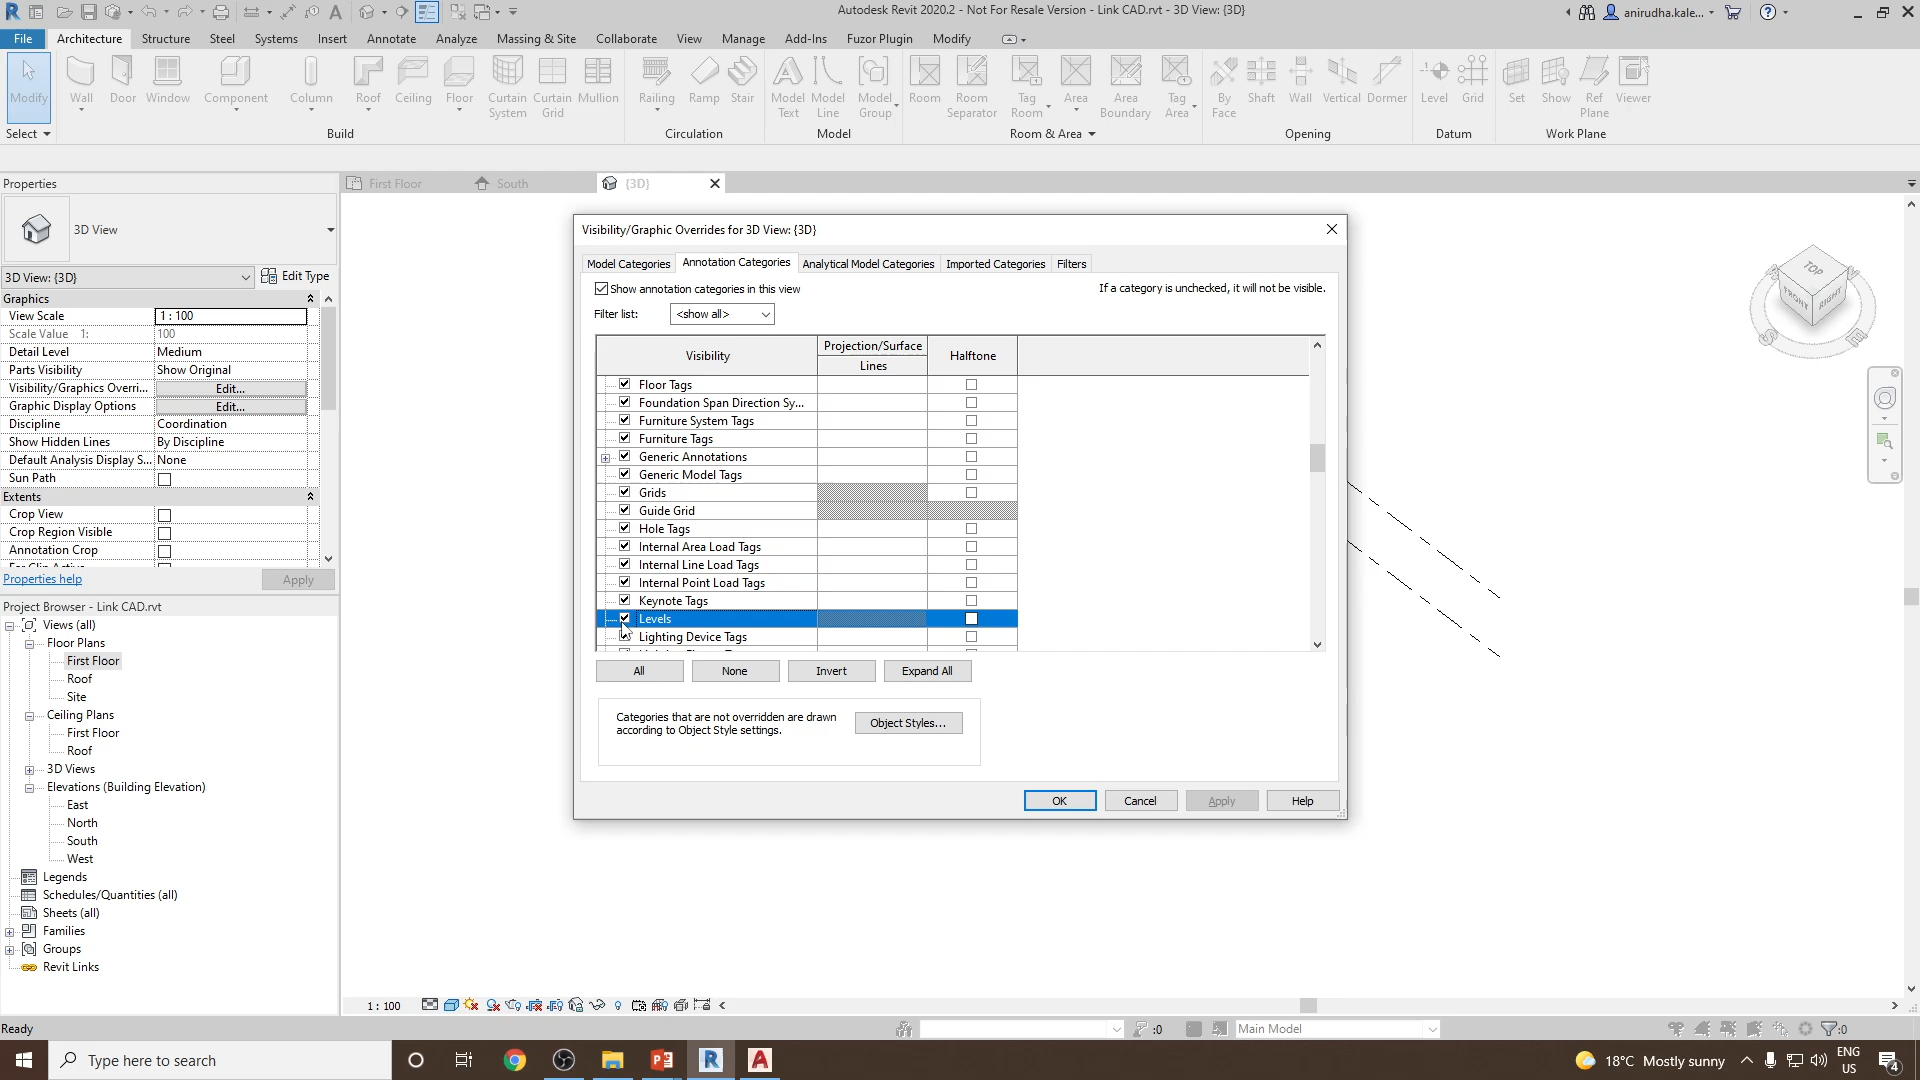 Autodesk Revit 2020.2 - Not For Resale Version - Link CAD.rvt - 3D View: {3D}
anirudha.kale...
File Architecture Structure Steel Systems Insert Annotate Analyze Massing & Site Collaborate View Manage Add-Ins Fuzor Plugin Modify
Modify Wall Door Window Component Column Roof Ceiling Floor Curtain System Curtain Grid Mullion Railing Ramp Stair Model Text Model Line Model Group Room Room Separator Tag Room Area Area Boundary Tag Area By Face Shaft Wall Vertical Dormer Level Grid Set Show Ref Plane Viewer
Select Build Circulation Model Room & Area Opening Datum Work Plane
Properties
First Floor South {3D}
3D View
3D View: {3D} Edit Type
Graphics
View Scale 1 : 100
Scale Value 1: 100
Detail Level Medium
Parts Visibility Show Original
Visibility/Graphics Overri... Edit...
Graphic Display Options Edit...
Discipline Coordination
Show Hidden Lines By Discipline
Default Analysis Display S... None
Sun Path
Extents
Crop View
Crop Region Visible
Annotation Crop
Properties help Apply
Project Browser - Link CAD.rvt
Views (all)
Floor Plans
First Floor
Roof
Site
Ceiling Plans
First Floor
Roof
3D Views
Elevations (Building Elevation)
East
North
South
West
Legends
Schedules/Quantities (all)
Sheets (all)
Families
Groups
Revit Links
Visibility/Graphic Overrides for 3D View: {3D}
Model Categories Annotation Categories Analytical Model Categories Imported Categories Filters
Show annotation categories in this view If a category is unchecked, it will not be visible.
Filter list: <show all>
Visibility Projection/Surface Halftone
Lines
Floor Tags
Foundation Span Direction Sy...
Furniture System Tags
Furniture Tags
Generic Annotations
Generic Model Tags
Grids
Guide Grid
Hole Tags
Internal Area Load Tags
Internal Line Load Tags
Internal Point Load Tags
Keynote Tags
Levels
Lighting Device Tags
All None Invert Expand All
Categories that are not overridden are drawn
according to Object Style settings.
Object Styles...
OK Cancel Apply Help
TOP
FRONT RIGHT
S E
1 : 100
Ready :0 Main Model :0
Type here to search 18°C Mostly sunny ENG
US
4